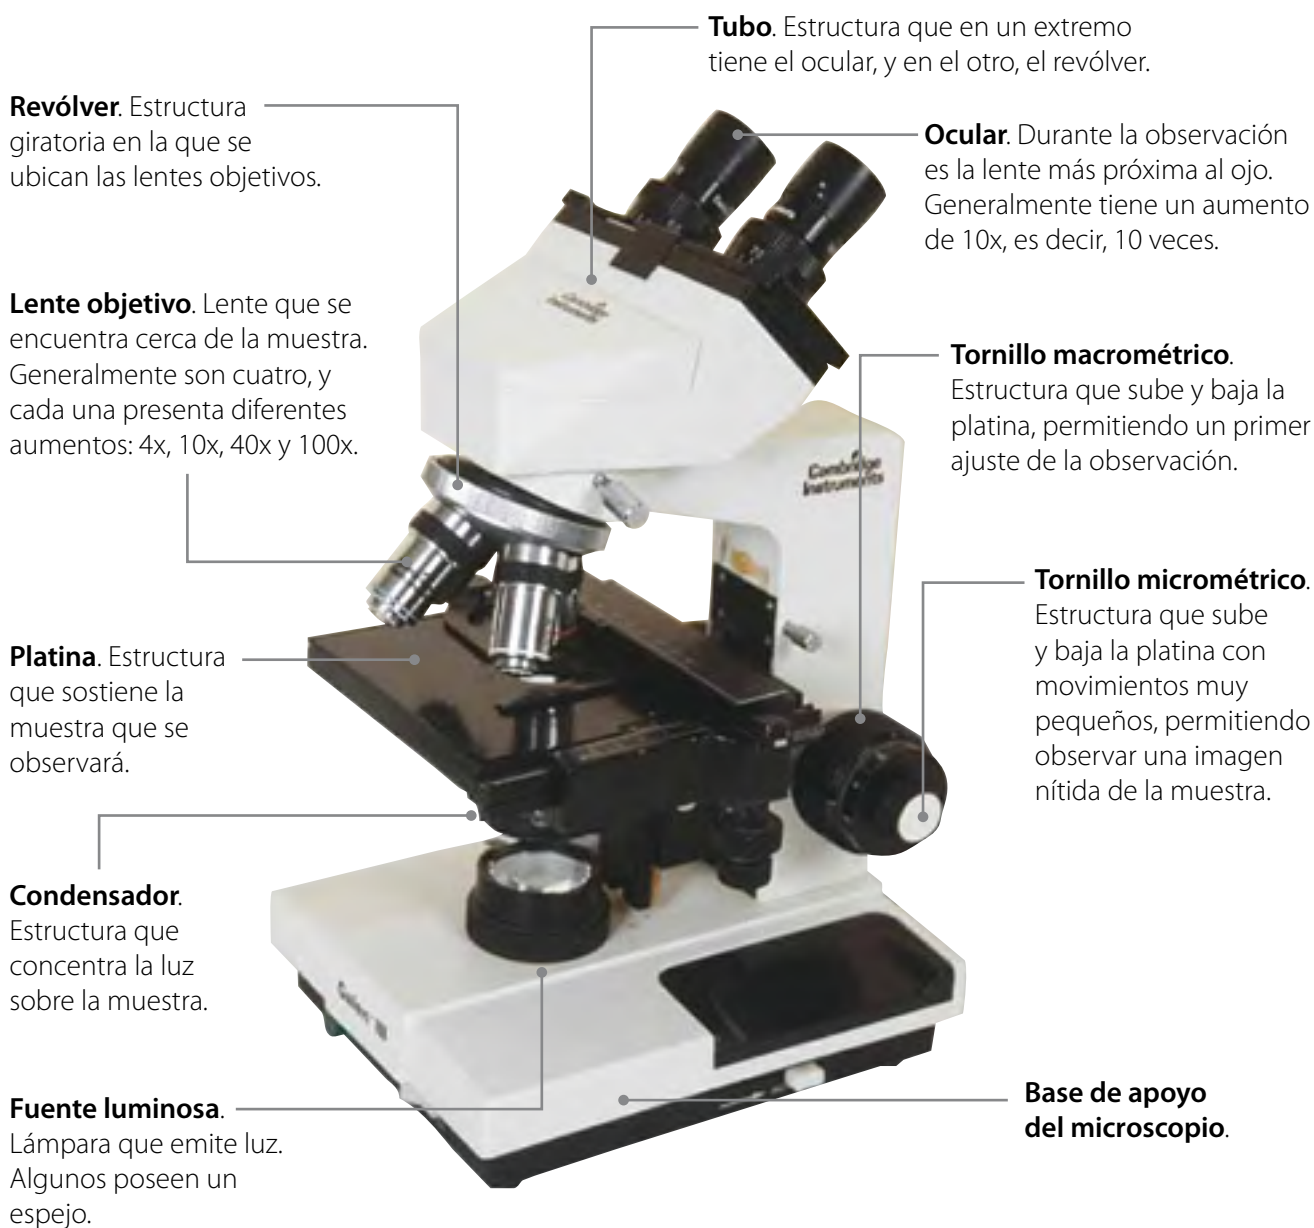 Tubo. Estructura que en un extremo
tiene el ocular, y en el otro, el revólver.
Revólver. Estructura
giratoria en la que se
ubican las lentes objetivos.
Ocular. Durante la observación
es la lente más próxima al ojo.
Generalmente tiene un aumento
de 10x, es decir, 10 veces.
Lente objetivo. Lente que se
encuentra cerca de la muestra.
Generalmente son cuatro, y
cada una presenta diferentes
aumentos: 4x, 10x, 40x y 100x.
Tornillo macrométrico.
Estructura que sube y baja la
platina, permitiendo un primer
ajuste de la observación.
Cambridge
Instruments
Cambridge
Instruments
Tornillo micrométrico.
Estructura que sube
y baja la platina con
movimientos muy
pequeños, permitiendo
observar una imagen
nítida de la muestra.
Platina. Estructura
que sostiene la
muestra que se
observará.
Condensador.
Estructura que
concentra la luz
sobre la muestra.
Fuente luminosa.
Lámpara que emite luz.
Algunos poseen un
espejo.
Base de apoyo
del microscopio.